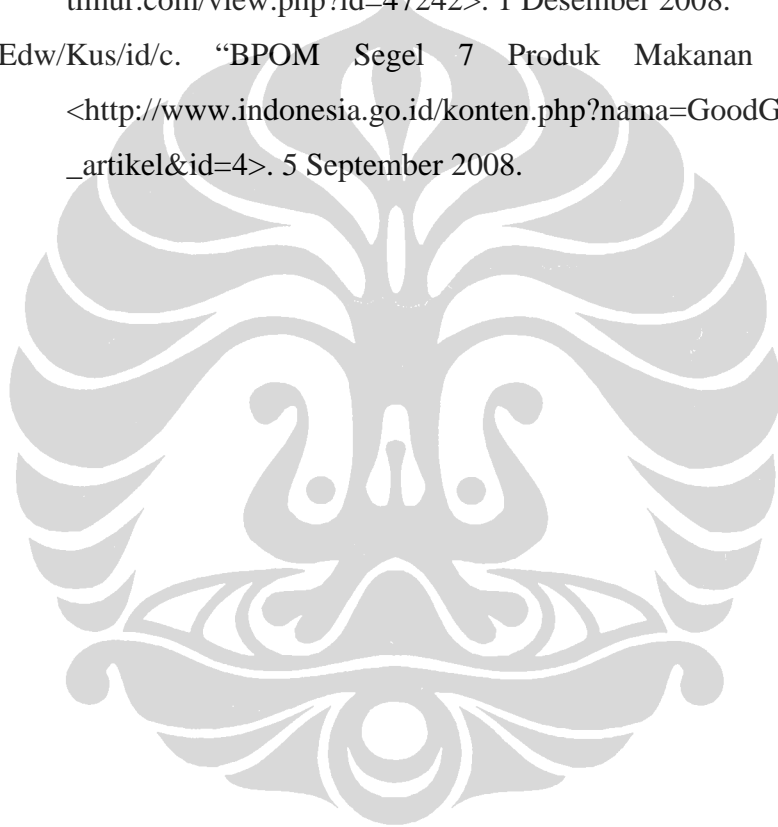 timur.com/view.php?id=47242>. 1 Desember 2008.
Edw/Kus/id/c. “BPOM Segel 7 Produk Makanan
<http://www.indonesia.go.id/konten.php?nama=GoodG
_artikel&id=4>. 5 September 2008.